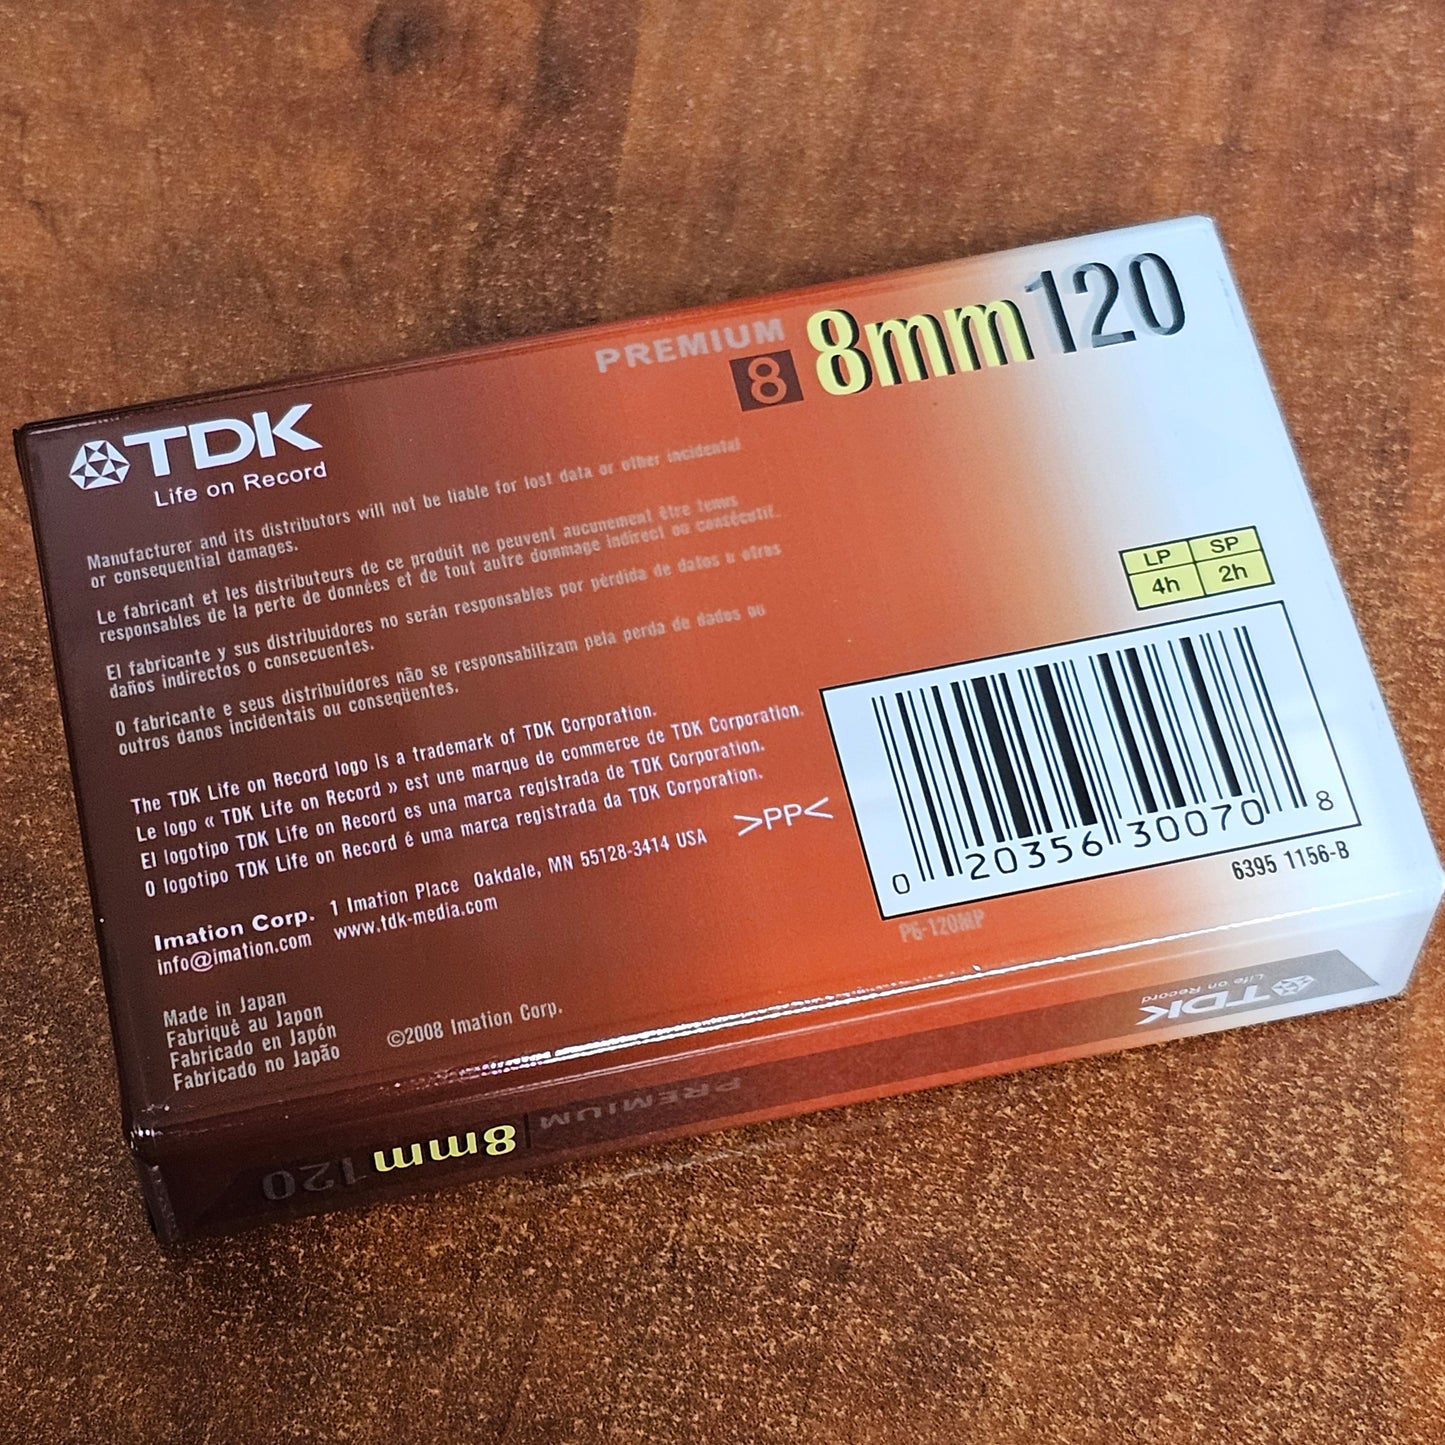 PREMIUM
8 8mm 120
TDK
Life on Record
Manufacturer and its distributors will not be liable for lost data or other incidental
or consequential damages.
Le fabricant et les distributeurs de ce produit ne peuvent aucunement être tenus
responsables de la perte de données et de tout autre dommage indirect ou consécutif.
El fabricante y sus distribuidores no serán responsables por pérdida de datos u otros
daños indirectos o consecuentes.
O fabricante e seus distribuidores não se responsabilizam pela perda de dados ou
outros danos incidentais ou conseqüentes.
The TDK Life on Record logo is a trademark of TDK Corporation.
Le logo « TDK Life on Record » est une marque de commerce de TDK Corporation.
El logotipo TDK Life on Record es una marca registrada de TDK Corporation.
O logotipo TDK Life on Record é uma marca registrada da TDK Corporation.
Imation Corp. 1 Imation Place Oakdale, MN 55128-3414 USA
info@imation.com www.tdk-media.com
>PP<
Made in Japan
Fabriqué au Japon
Fabricado en Japón
Fabricado no Japão
©2008 Imation Corp.
LP SP
4h 2h
0 20356 30070 8
6395 1156-B
P6-120MP
TDK
Life on Record
PREMIUM
8mm 120